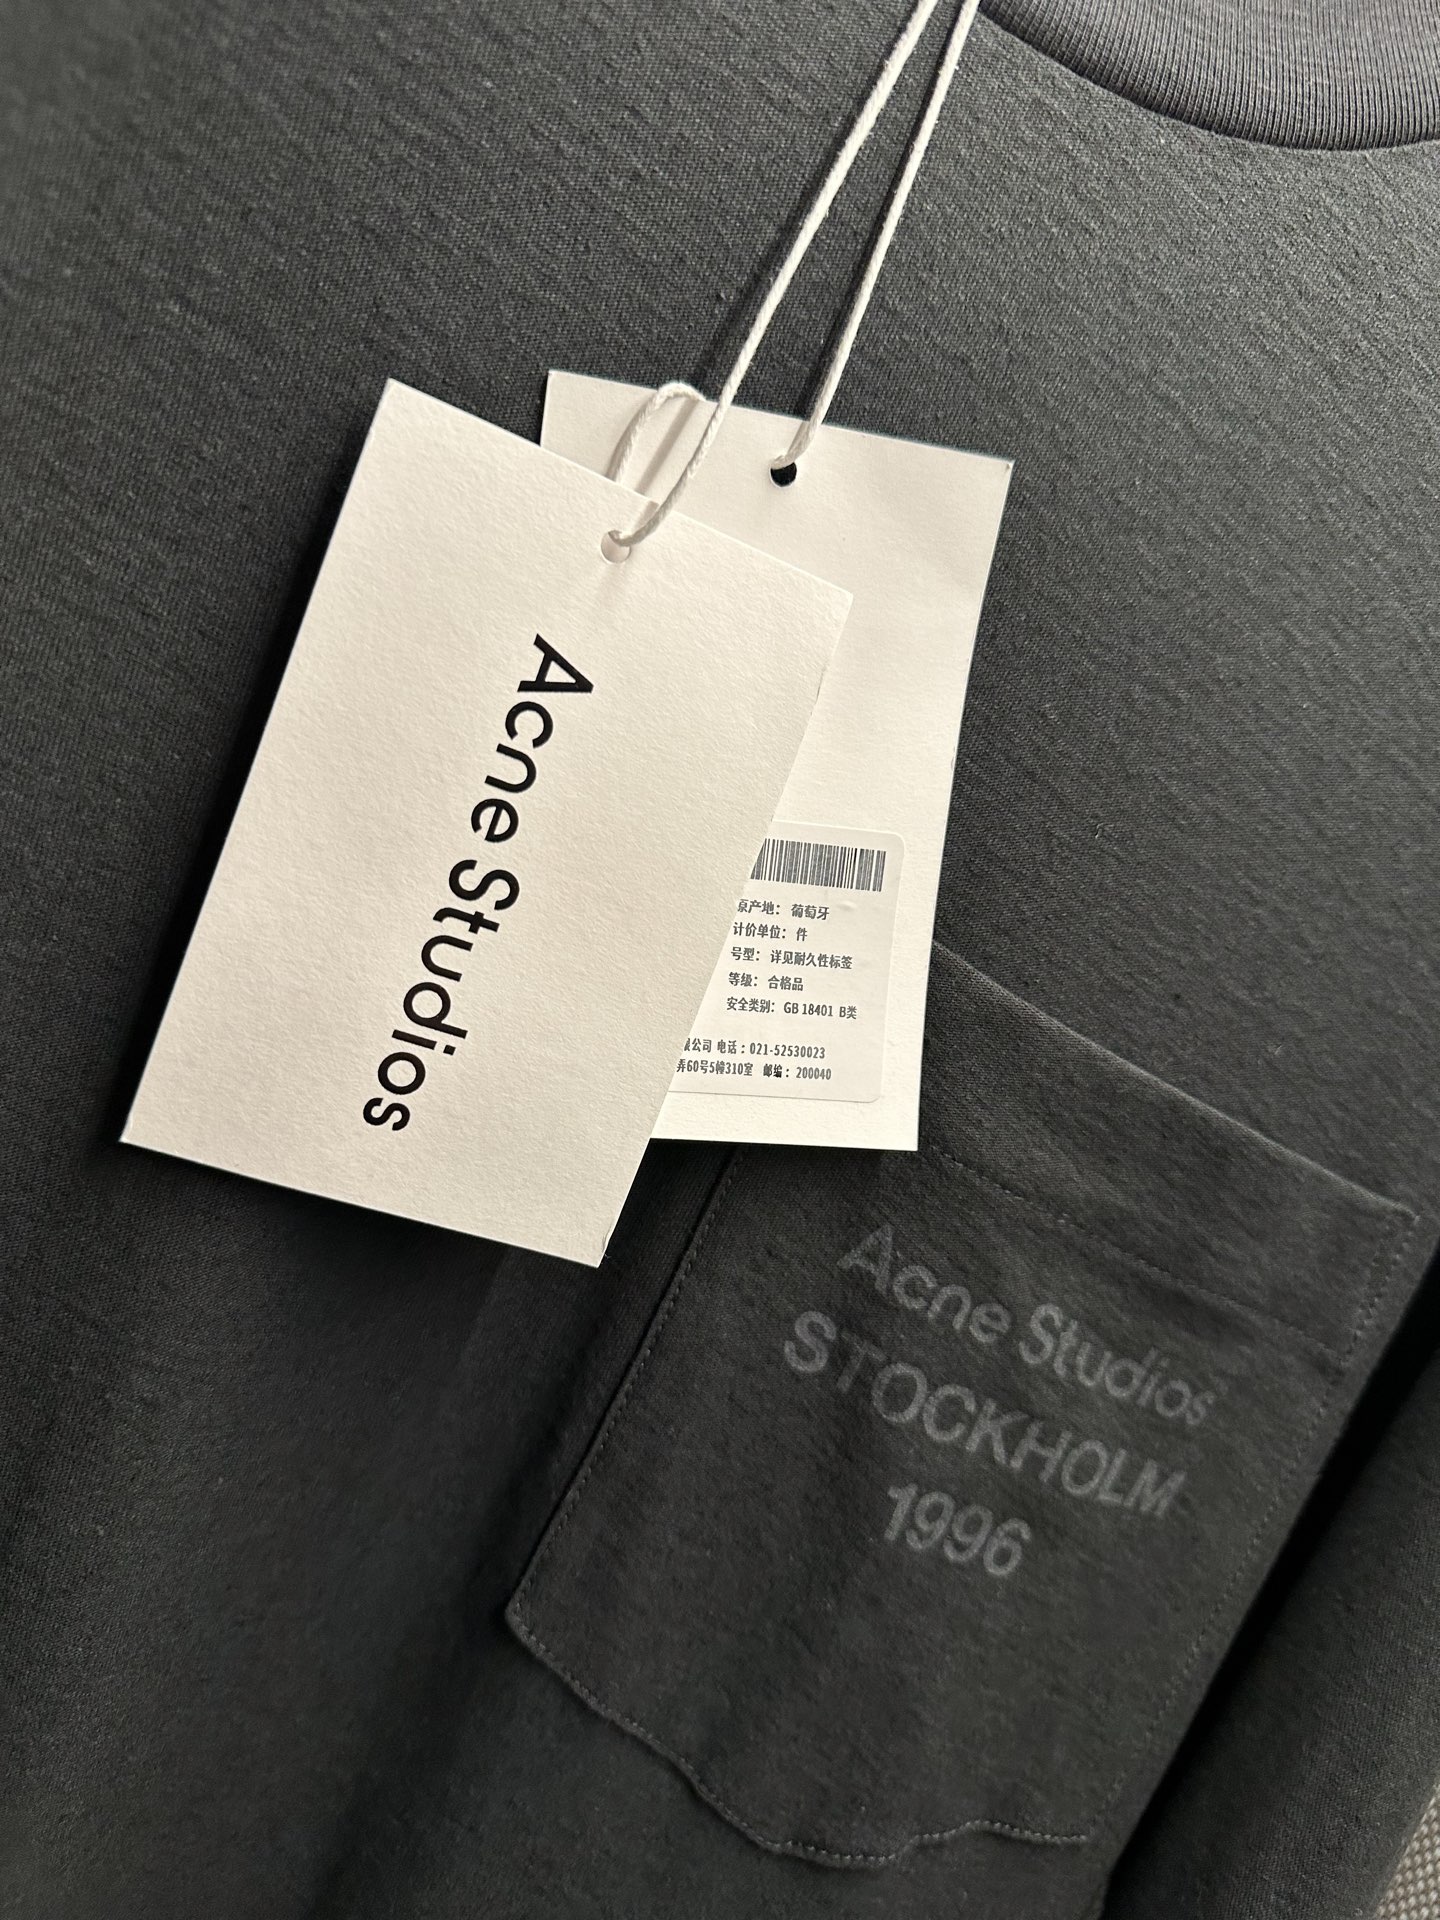 Acne Studios
原产地： 葡萄牙
计价单位： 件
号型： 详见耐久性标签
等级： 合格品
安全类别： GB 18401 B类
限公司 电话：021-52530023
弄60号5幢310室 邮编：200040
Acne Studios
STOCKHOLM
1996